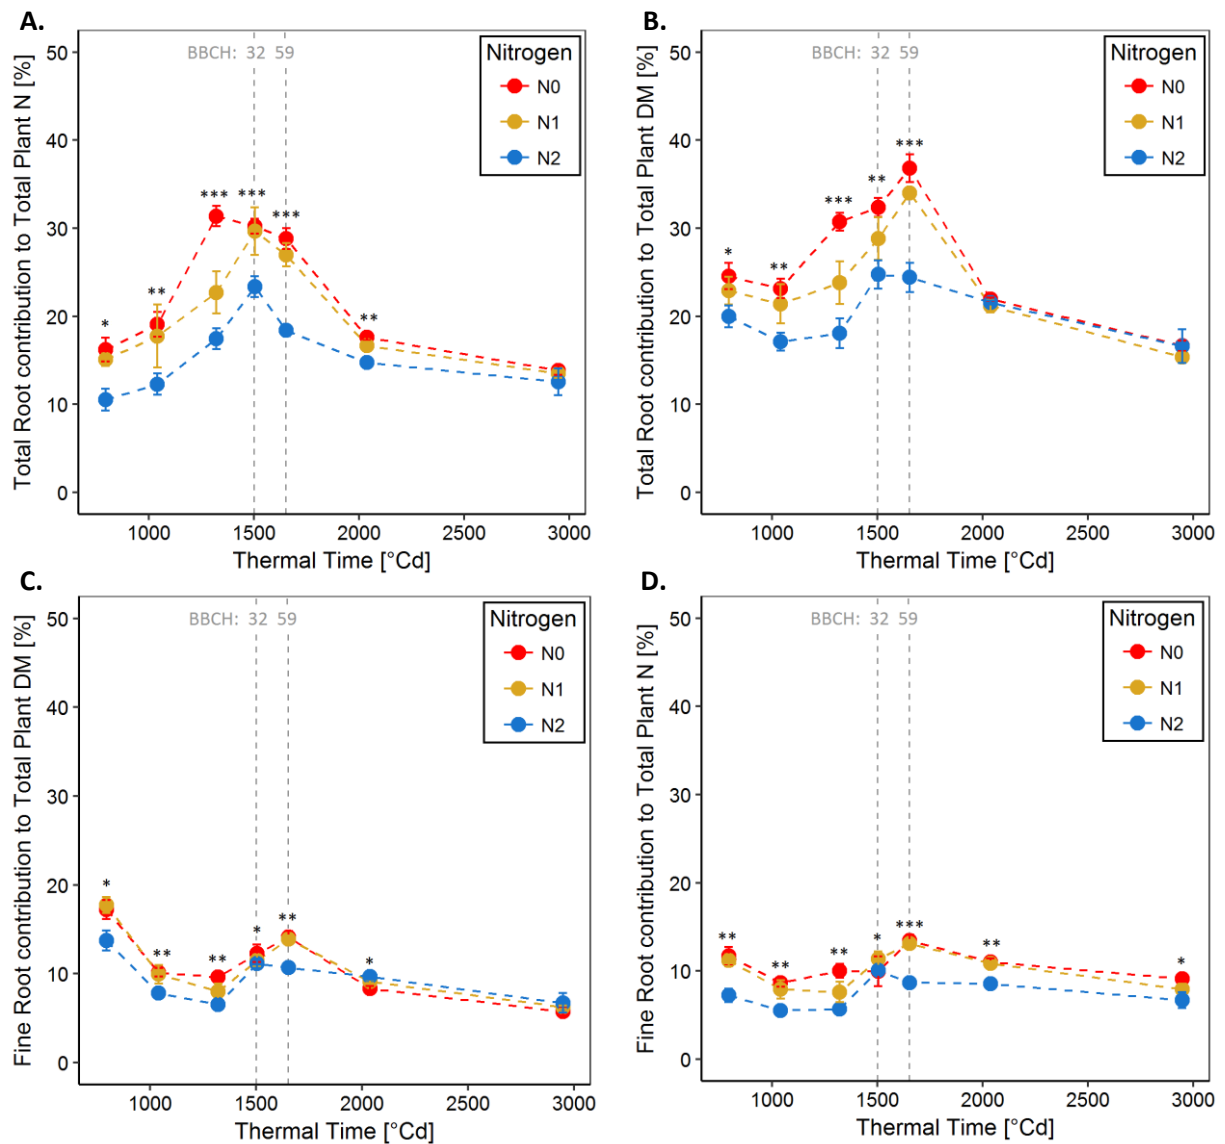 A.
Total Root contribution to Total Plant N [%]
50
40
30
20
10
0
BBCH: 32 59
Nitrogen
N0
N1
N2
*
**
***
***
***
**
1000 1500 2000 2500 3000
Thermal Time [°Cd]
B.
Total Root contribution to Total Plant DM [%]
50
40
30
20
10
0
BBCH: 32 59
Nitrogen
N0
N1
N2
*
**
***
**
***
1000 1500 2000 2500 3000
Thermal Time [°Cd]
C.
Fine Root contribution to Total Plant DM [%]
50
40
30
20
10
0
BBCH: 32 59
Nitrogen
N0
N1
N2
*
**
**
*
**
*
1000 1500 2000 2500 3000
Thermal Time [°Cd]
D.
Fine Root contribution to Total Plant N [%]
50
40
30
20
10
0
BBCH: 32 59
Nitrogen
N0
N1
N2
**
**
**
*
***
**
*
1000 1500 2000 2500 3000
Thermal Time [°Cd]